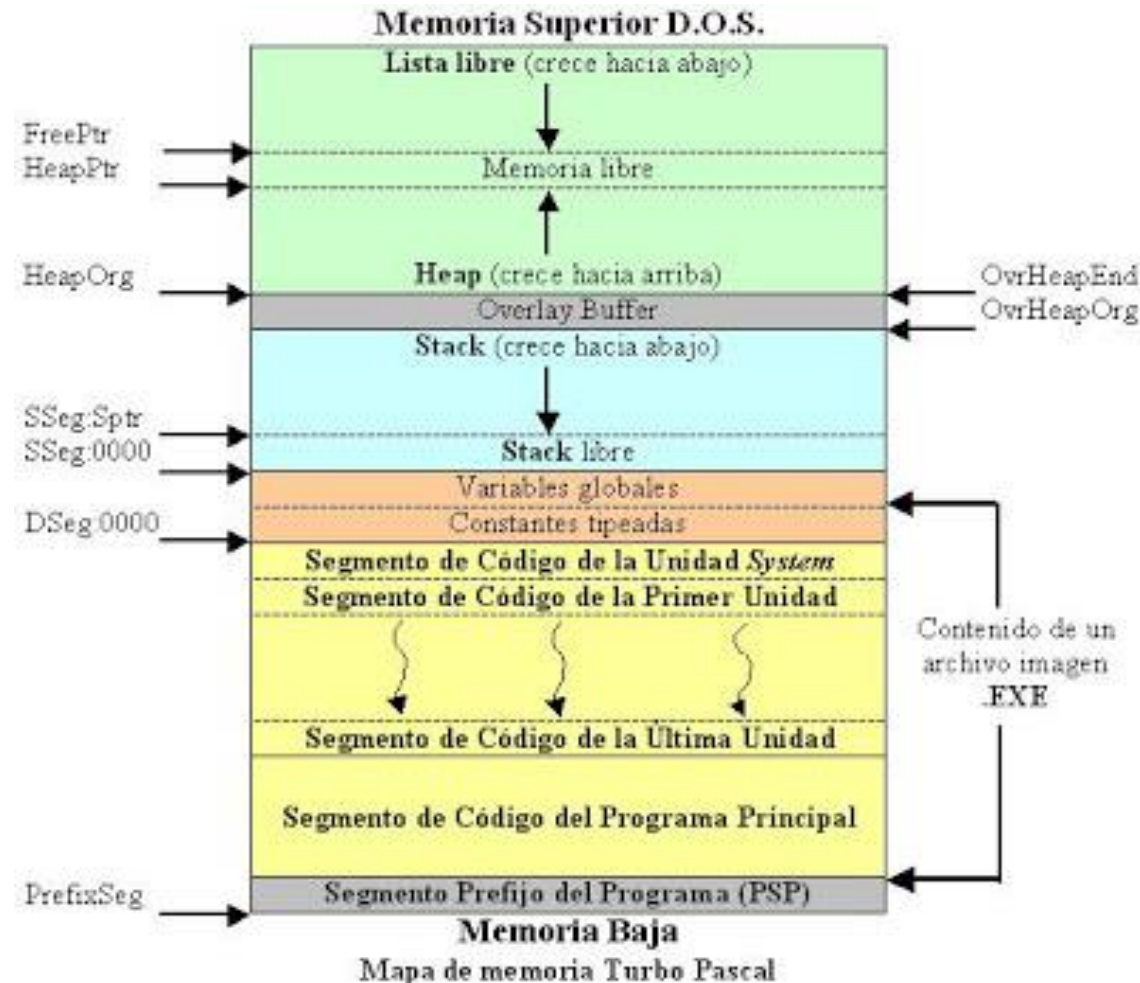 Memoria Superior D.O.S.
Lista libre (crece hacia abajo)
FreePtr
HeapPtr
Memoria libre
HeapOrg
Heap (crece hacia arriba)
OvrHeapEnd
Overlay Buffer
OvrHeapOrg
Stack (crece hacia abajo)
SSeg:Sptr
SSeg:0000
Stack libre
Variables globales
DSeg:0000
Constantes tipeadas
Segmento de Código de la Unidad System
Segmento de Código de la Primer Unidad
Contenido de un
archivo imagen
.EXE
Segmento de Código de la Última Unidad
Segmento de Código del Programa Principal
PrefixSeg
Segmento Prefijo del Programa (PSP)
Memoria Baja
Mapa de memoria Turbo Pascal